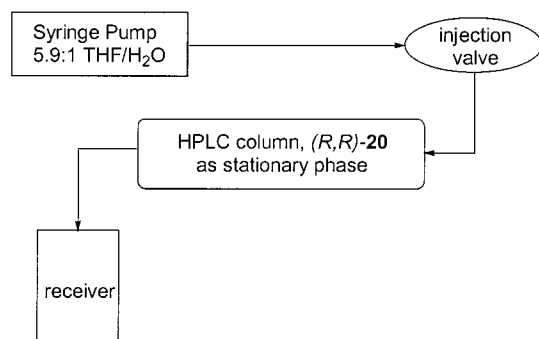 Syringe Pump
5.9:1 THF/H₂O
injection
valve
HPLC column, (R,R)-20
as stationary phase
receiver